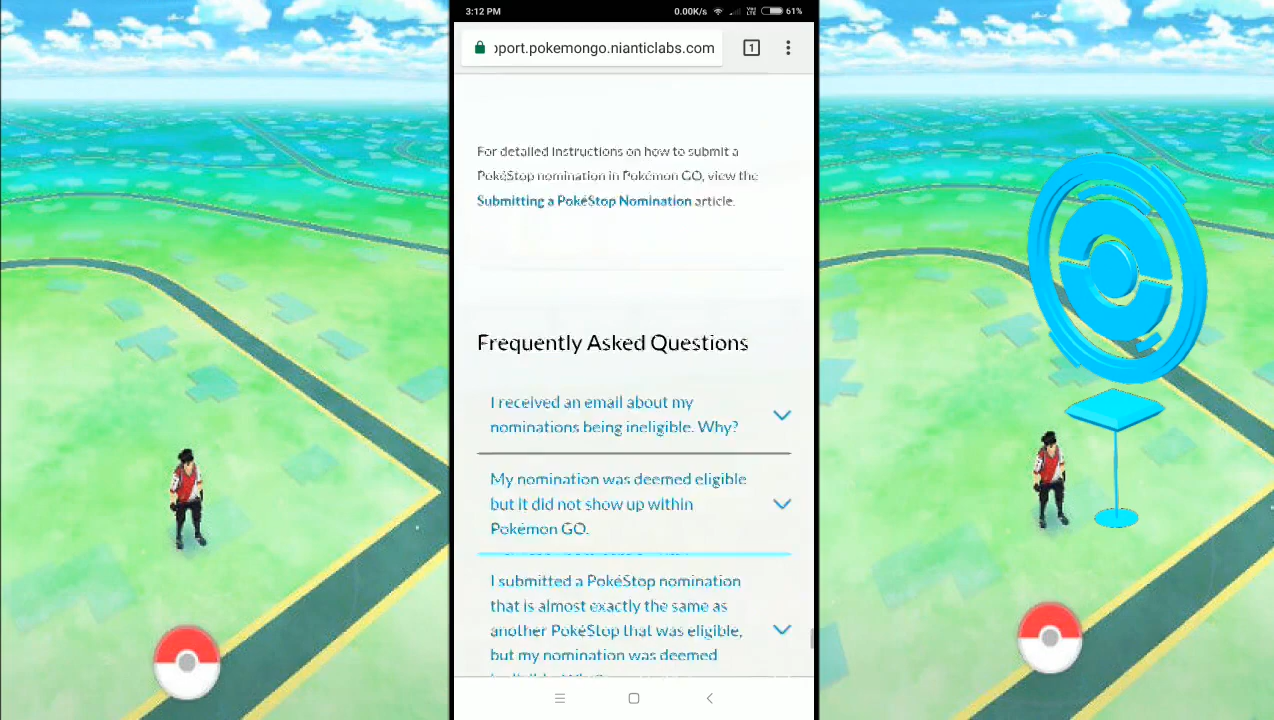 3:12 PM
0.00K/s
VoLTE
61%
pport.pokemongo.nianticlabs.com
1
For detailed instructions on how to submit a
PokéStop nomination in Pokémon GO, view the
Submitting a PokéStop Nomination article.
Frequently Asked Questions
I received an email about my
nominations being ineligible. Why?
My nomination was deemed eligible
but it did not show up within
Pokémon GO.
I submitted a PokéStop nomination
that is almost exactly the same as
another PokéStop that was eligible,
but my nomination was deemed